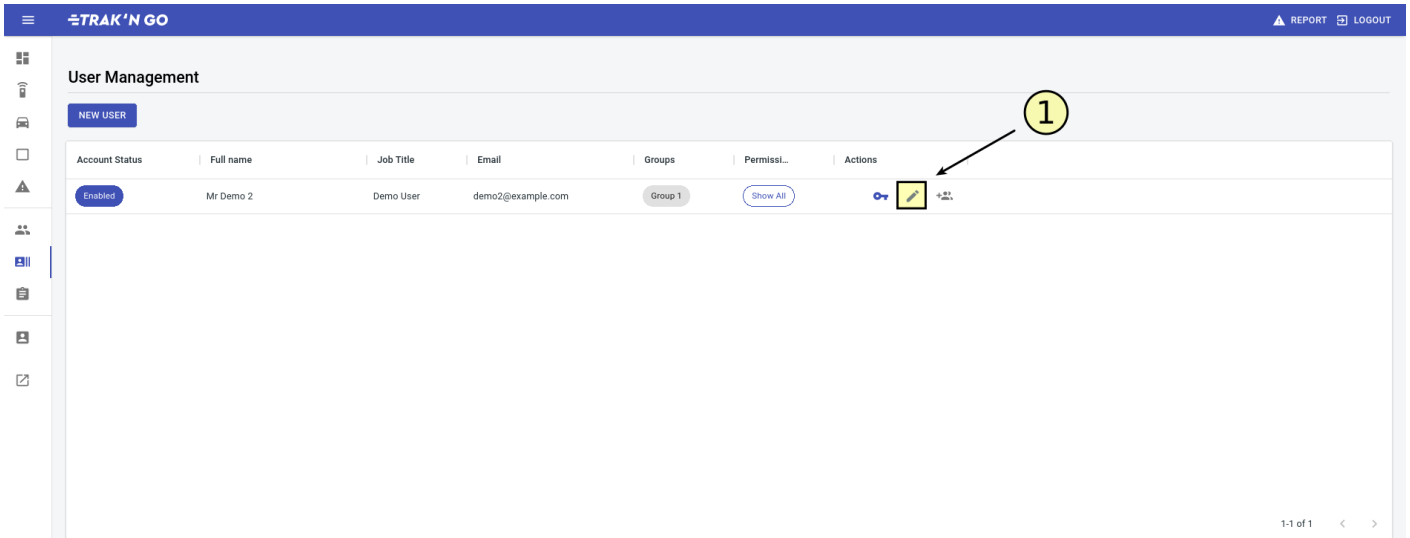 TRAK'N GO
REPORT LOGOUT
User Management
NEW USER
1
Account Status Full name Job Title Email Groups Permissi... Actions
Enabled Mr Demo 2 Demo User demo2@example.com Group 1 Show All
1-1 of 1